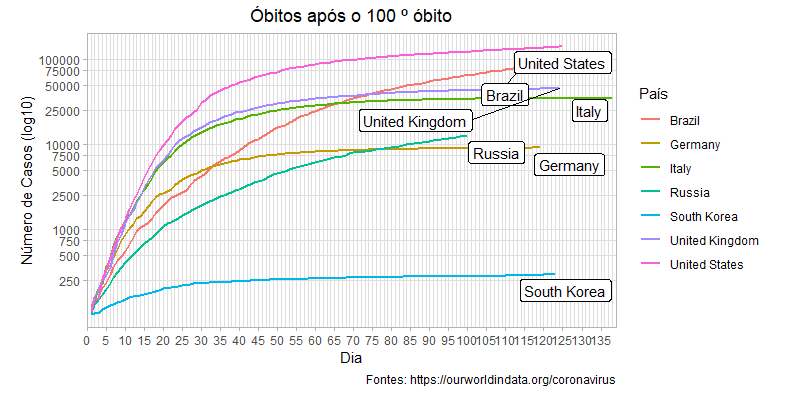 Óbitos após o 100 º óbito
Número de Casos (log10)
100000
75000
50000
25000
10000
7500
5000
2500
1000
750
500
250
United States
Brazil
United Kingdom
Italy
Russia
Germany
South Korea
0 5 10 15 20 25 30 35 40 45 50 55 60 65 70 75 80 85 90 95 100 105 110 115 120 125 130 135
Dia
País
Brazil
Germany
Italy
Russia
South Korea
United Kingdom
United States
Fontes: https://ourworldindata.org/coronavirus